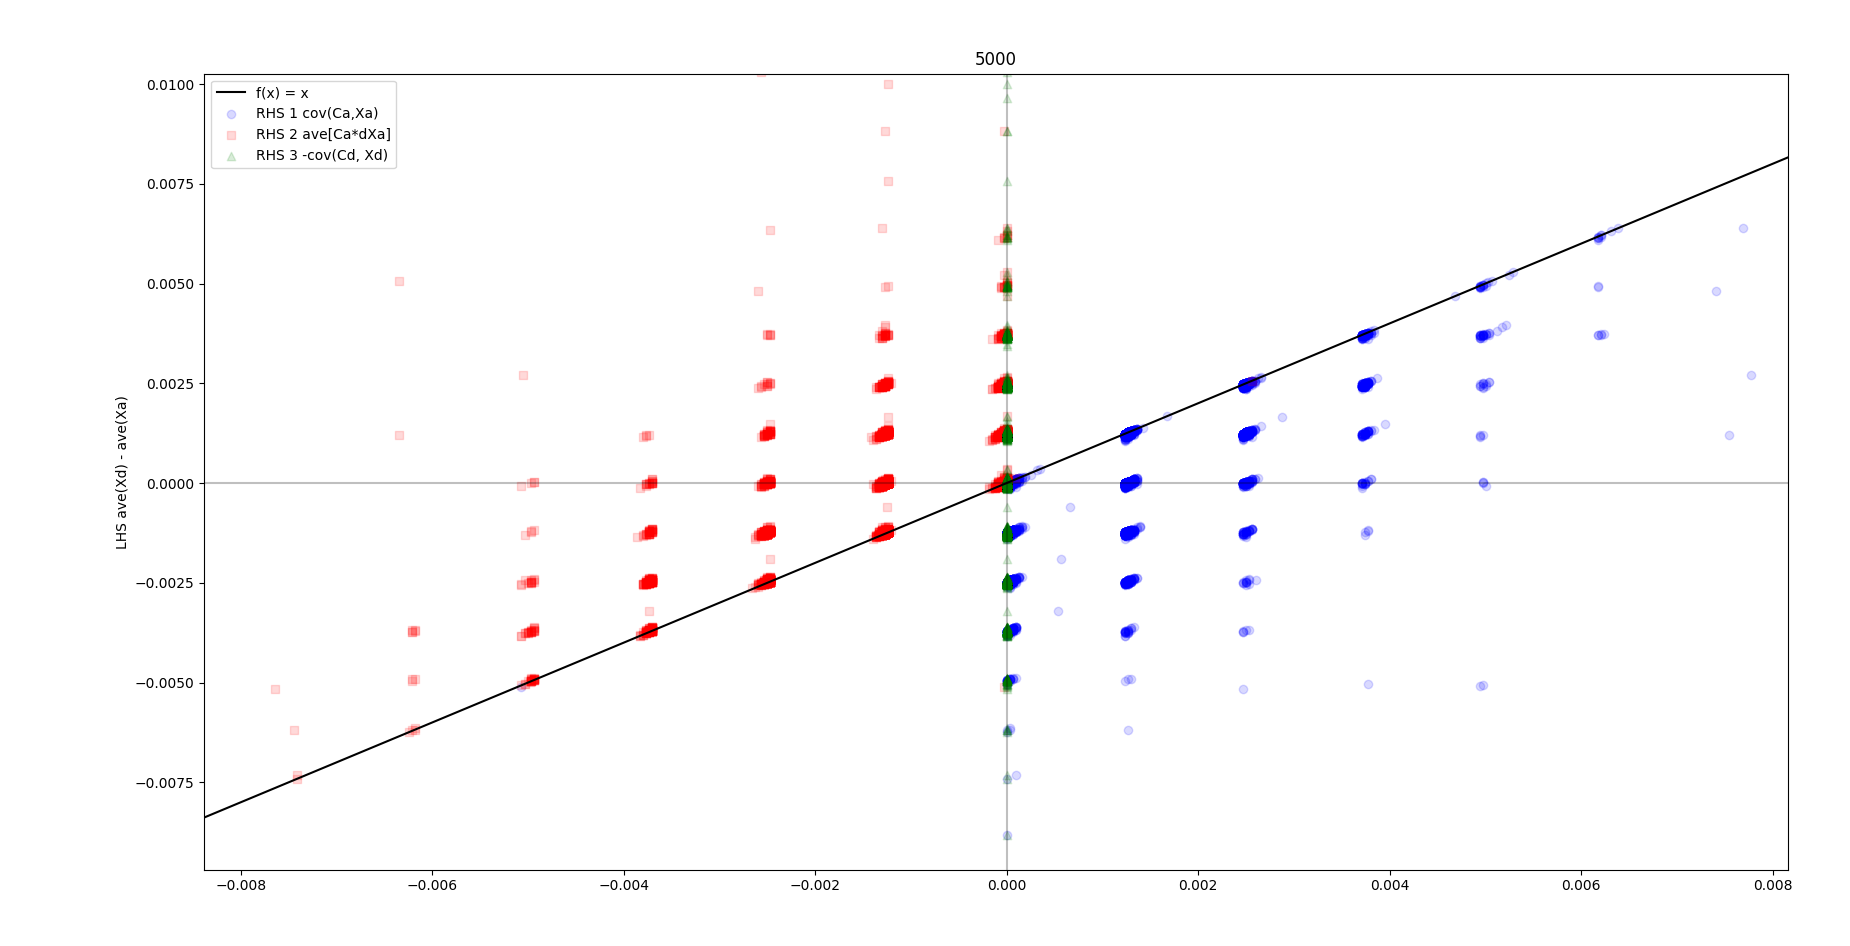 5000
f(x) = x
RHS 1 cov(Ca,Xa)
RHS 2 ave[Ca*dXa]
RHS 3 -cov(Cd, Xd)
LHS ave(Xd) - ave(Xa)
0.0100
0.0075
0.0050
0.0025
0.0000
−0.0025
−0.0050
−0.0075
−0.008 −0.006 −0.004 −0.002 0.000 0.002 0.004 0.006 0.008